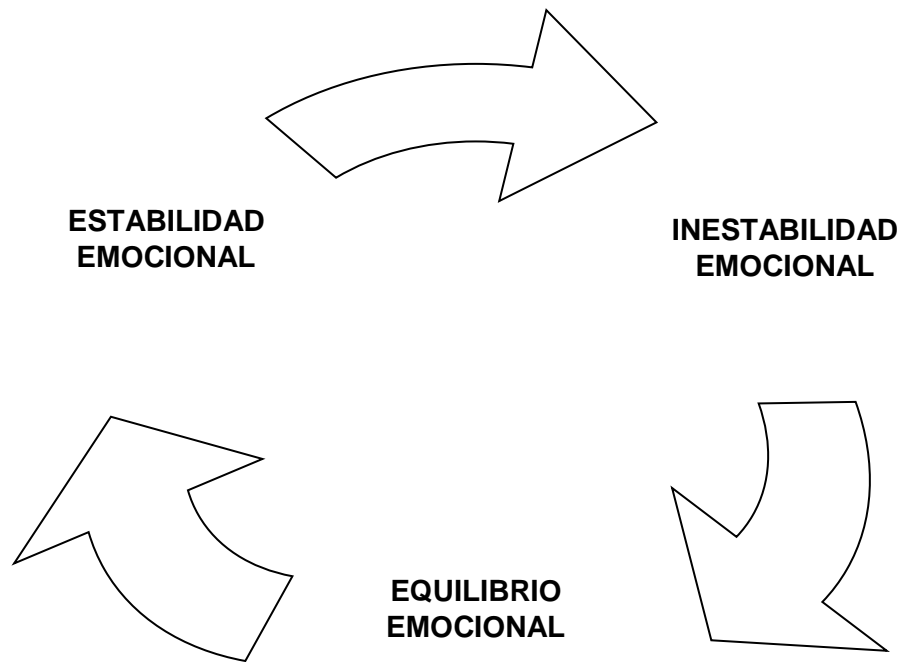 ESTABILIDAD
EMOCIONAL
INESTABILIDAD
EMOCIONAL
EQUILIBRIO
EMOCIONAL